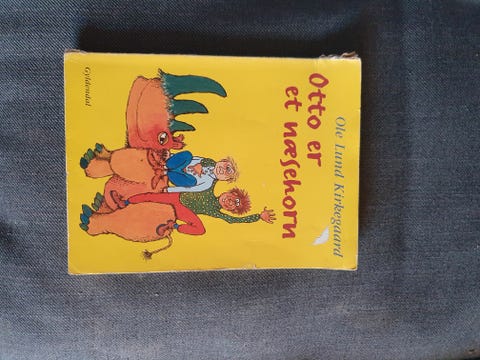 Ole Lund Kirkegaard
Otto er
et næsehorn
Gyldendal